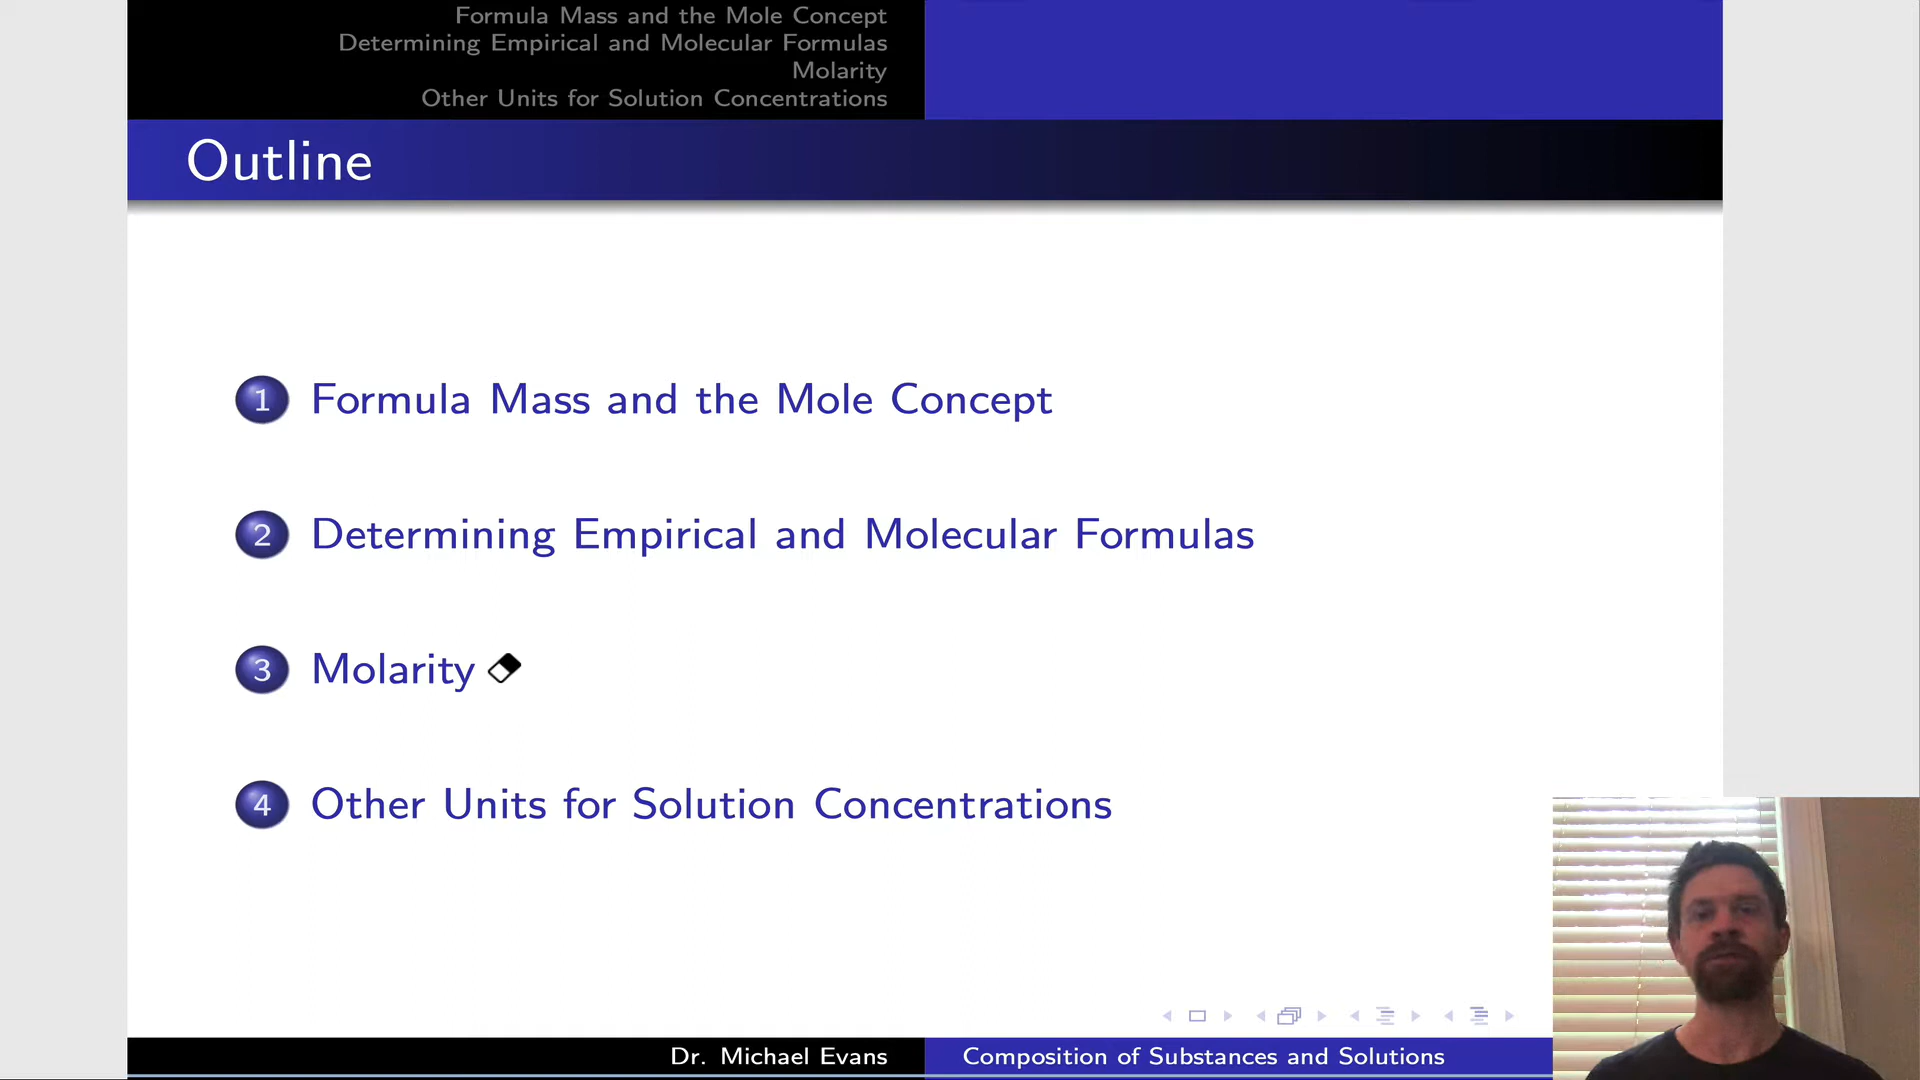 Formula Mass and the Mole Concept
Determining Empirical and Molecular Formulas
Molarity
Other Units for Solution Concentrations
Outline
1 Formula Mass and the Mole Concept
2 Determining Empirical and Molecular Formulas
3 Molarity
4 Other Units for Solution Concentrations
Dr. Michael Evans
Composition of Substances and Solutions